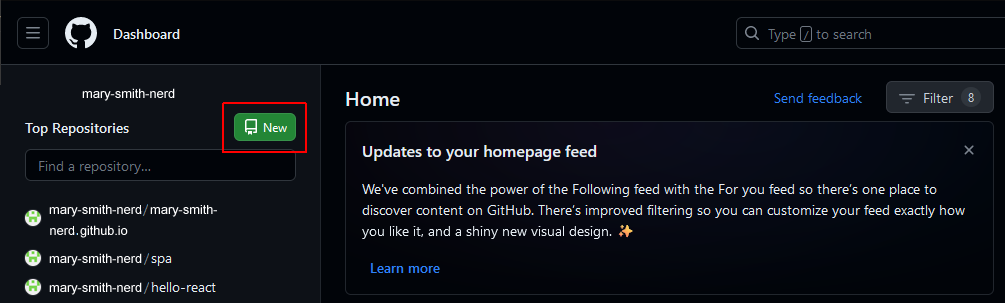 Dashboard
Type / to search
mary-smith-nerd
Top Repositories
New
Find a repository...
mary-smith-nerd/mary-smith-
nerd.github.io
mary-smith-nerd/spa
mary-smith-nerd/hello-react
Home
Send feedback
Filter 8
Updates to your homepage feed
We've combined the power of the Following feed with the For you feed so there's one place to
discover content on GitHub. There's improved filtering so you can customize your feed exactly how
you like it, and a shiny new visual design. ✨
Learn more